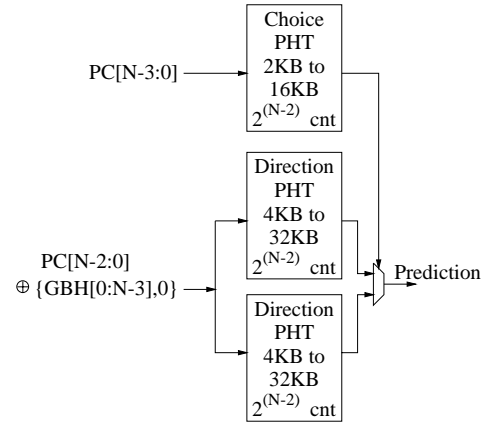 Choice
PHT
2KB to
16KB
2^(N-2) cnt
PC[N-3:0]
Direction
PHT
4KB to
32KB
2^(N-2) cnt
PC[N-2:0]
⊕ {GBH[0:N-3],0}
Prediction
Direction
PHT
4KB to
32KB
2^(N-2) cnt